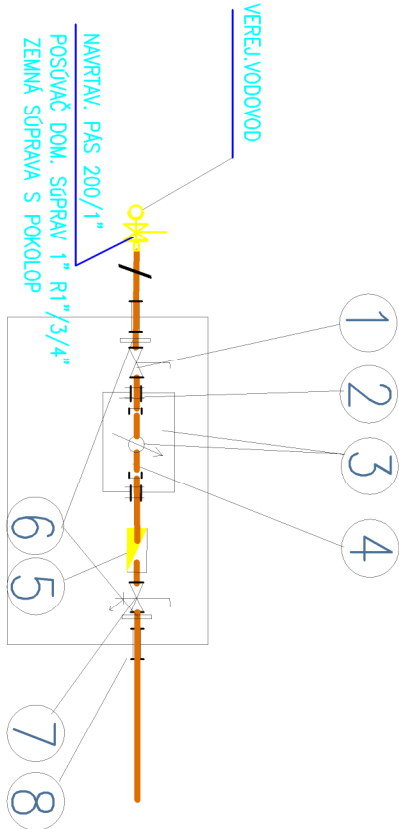 VEREJ.VODOVOD
NAVRTAV. PÁS 200/1"
POSÚVAČ DOM. SÚPRAV 1" R1"/3/4"
ZEMNÁ SÚPRAVA S POKOLOP
1
2
3
4
5
6
7
8